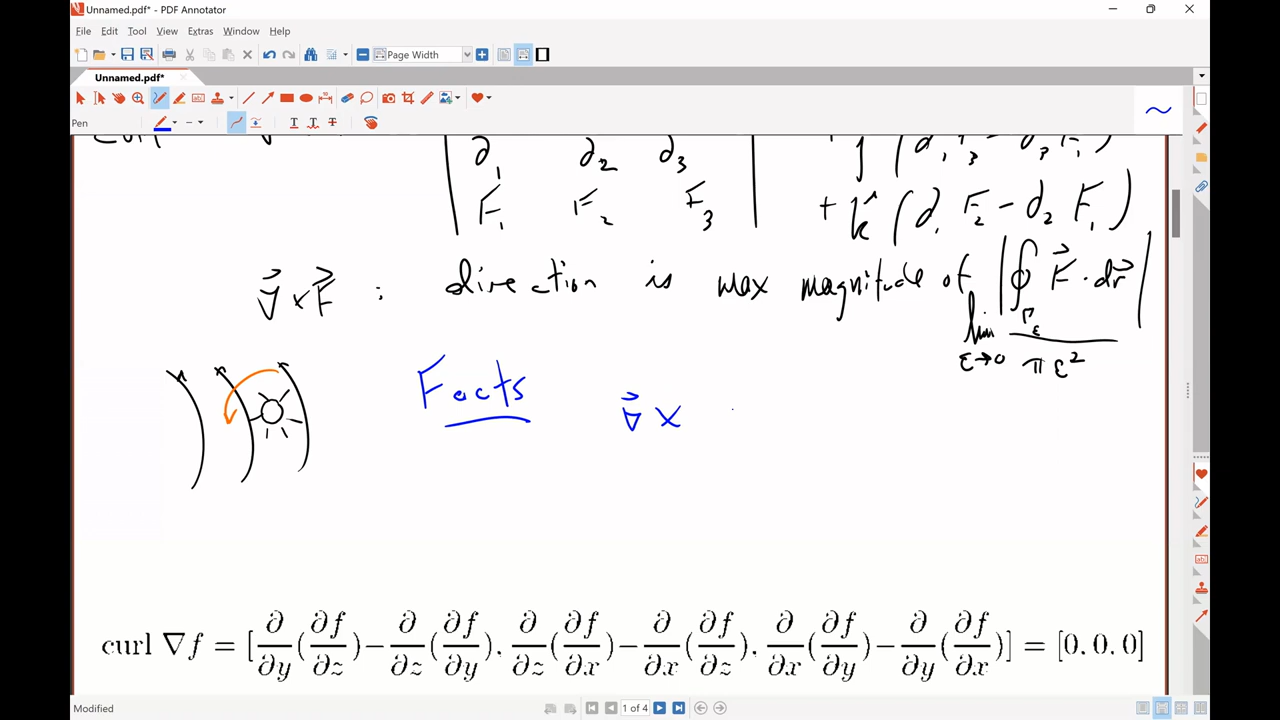 Unnamed.pdf* - PDF Annotator
File Edit Tool View Extras Window Help
Page Width
Unnamed.pdf*
Pen
∂₁ ∂₂ ∂₃
F₁ F₂ F₃ + k̂ (∂₁ F₂ − ∂₂ F₁)
∇⃗ × F⃗ : direction is max magnitude of |∮ F⃗ · dr⃗|
lim ε→0 Γε π ε²
Facts ∇⃗ ×
curl ∇f = [∂/∂y(∂f/∂z) − ∂/∂z(∂f/∂y), ∂/∂z(∂f/∂x) − ∂/∂x(∂f/∂z), ∂/∂x(∂f/∂y) − ∂/∂y(∂f/∂x)] = [0, 0, 0]
Modified 1 of 4